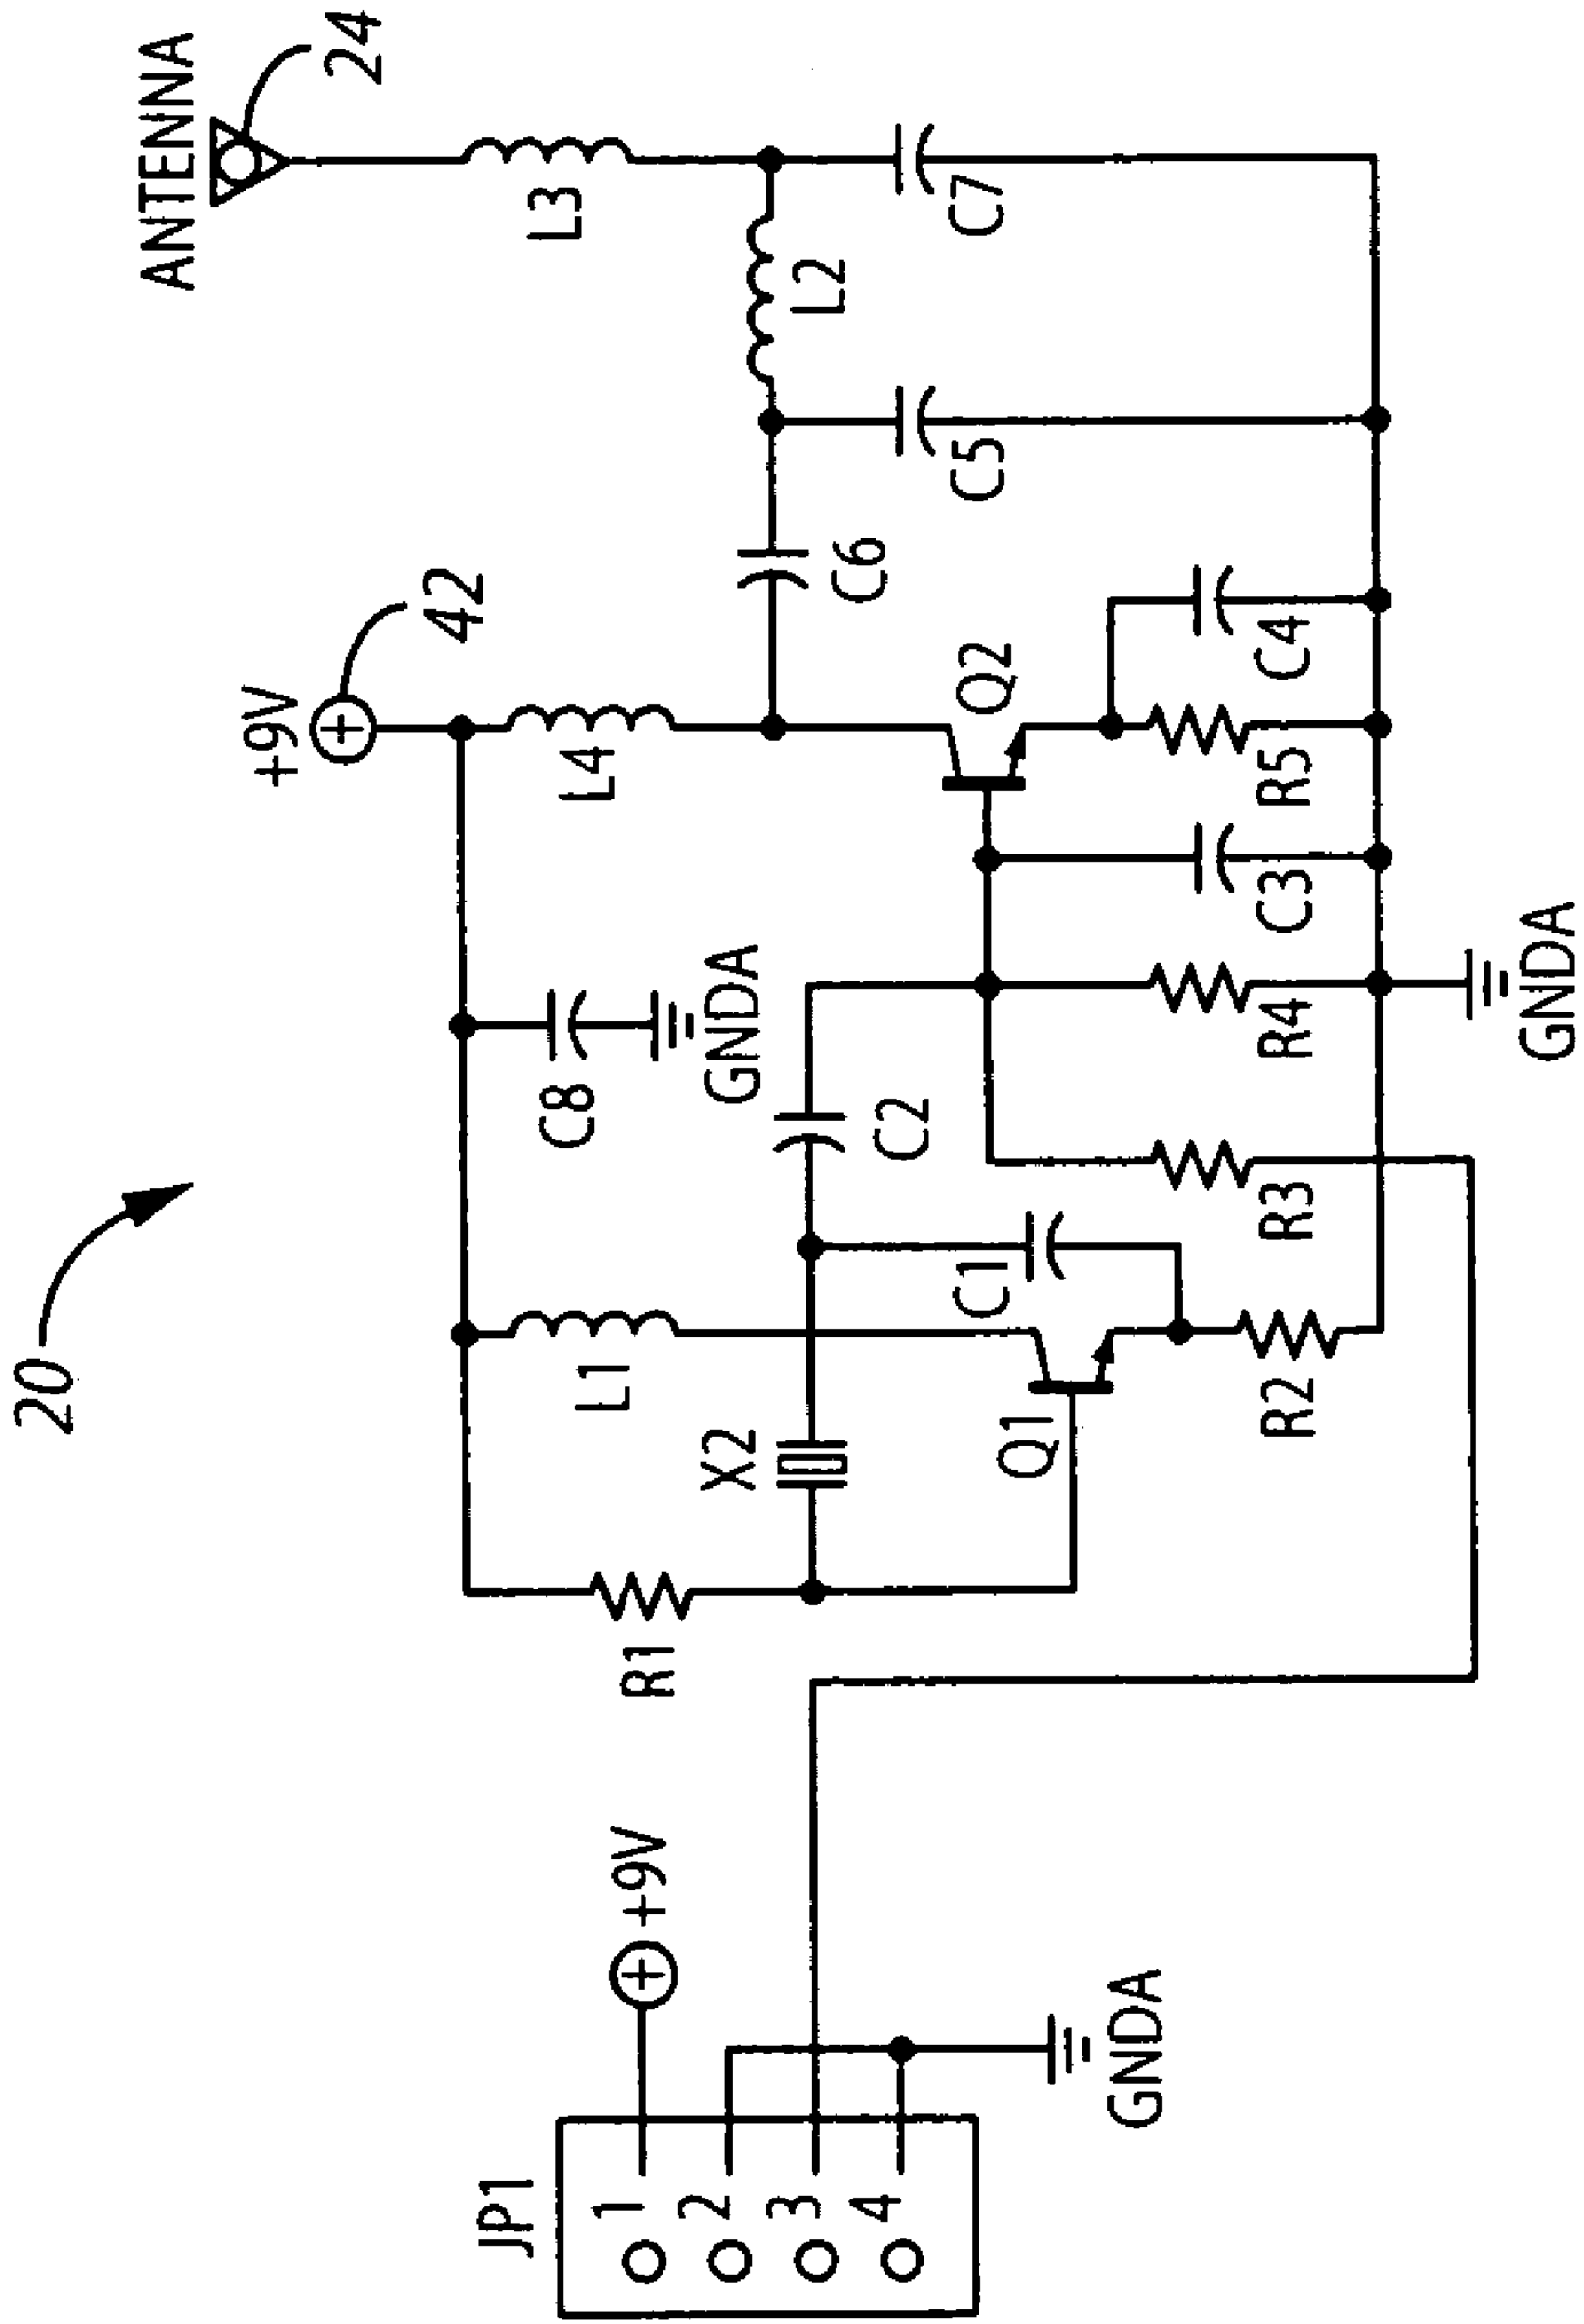 20
ANTENNA
24
+9V
42
L3
L4
L2
C7
C8
GNDA
C6
C5
L1
X2
C2
R1
C1
Q2
Q1
C4
R5
C3
R4
R3
R2
GNDA
JP1
1
2
3
4
+9V
GNDA